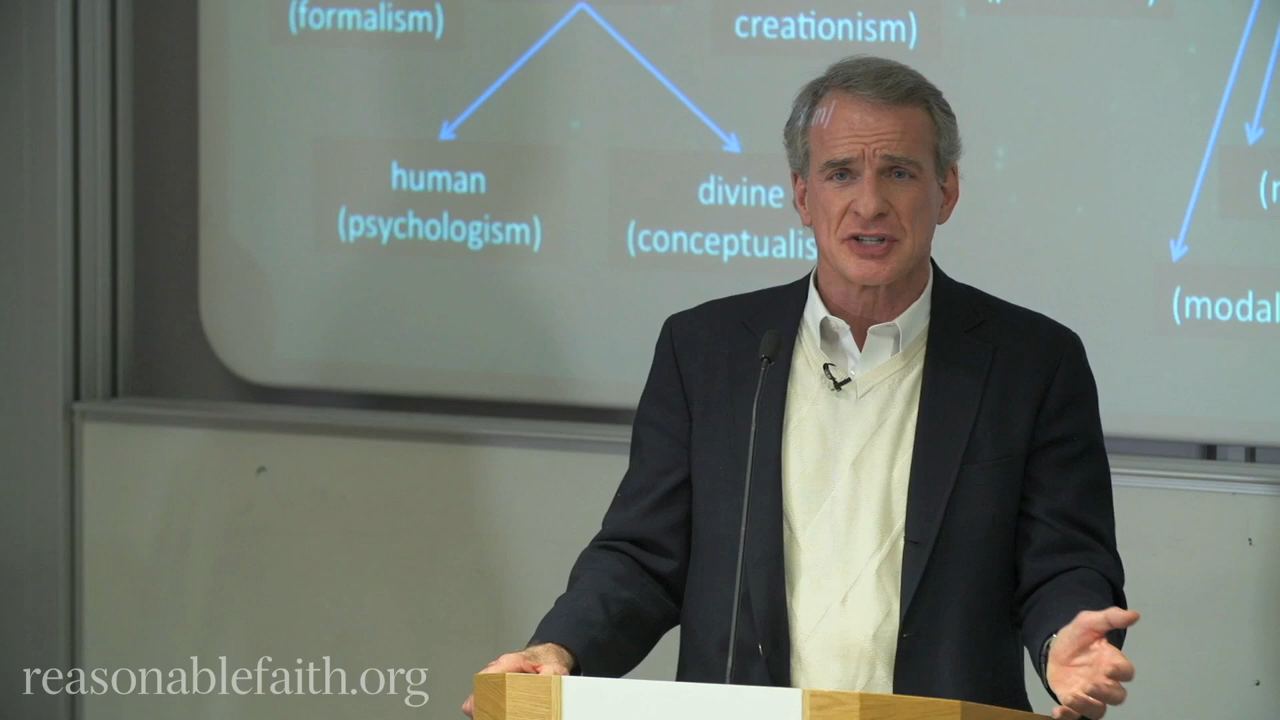 (formalism)
creationism)
human
(psychologism)
divine
(conceptualis
(modal
reasonablefaith.org